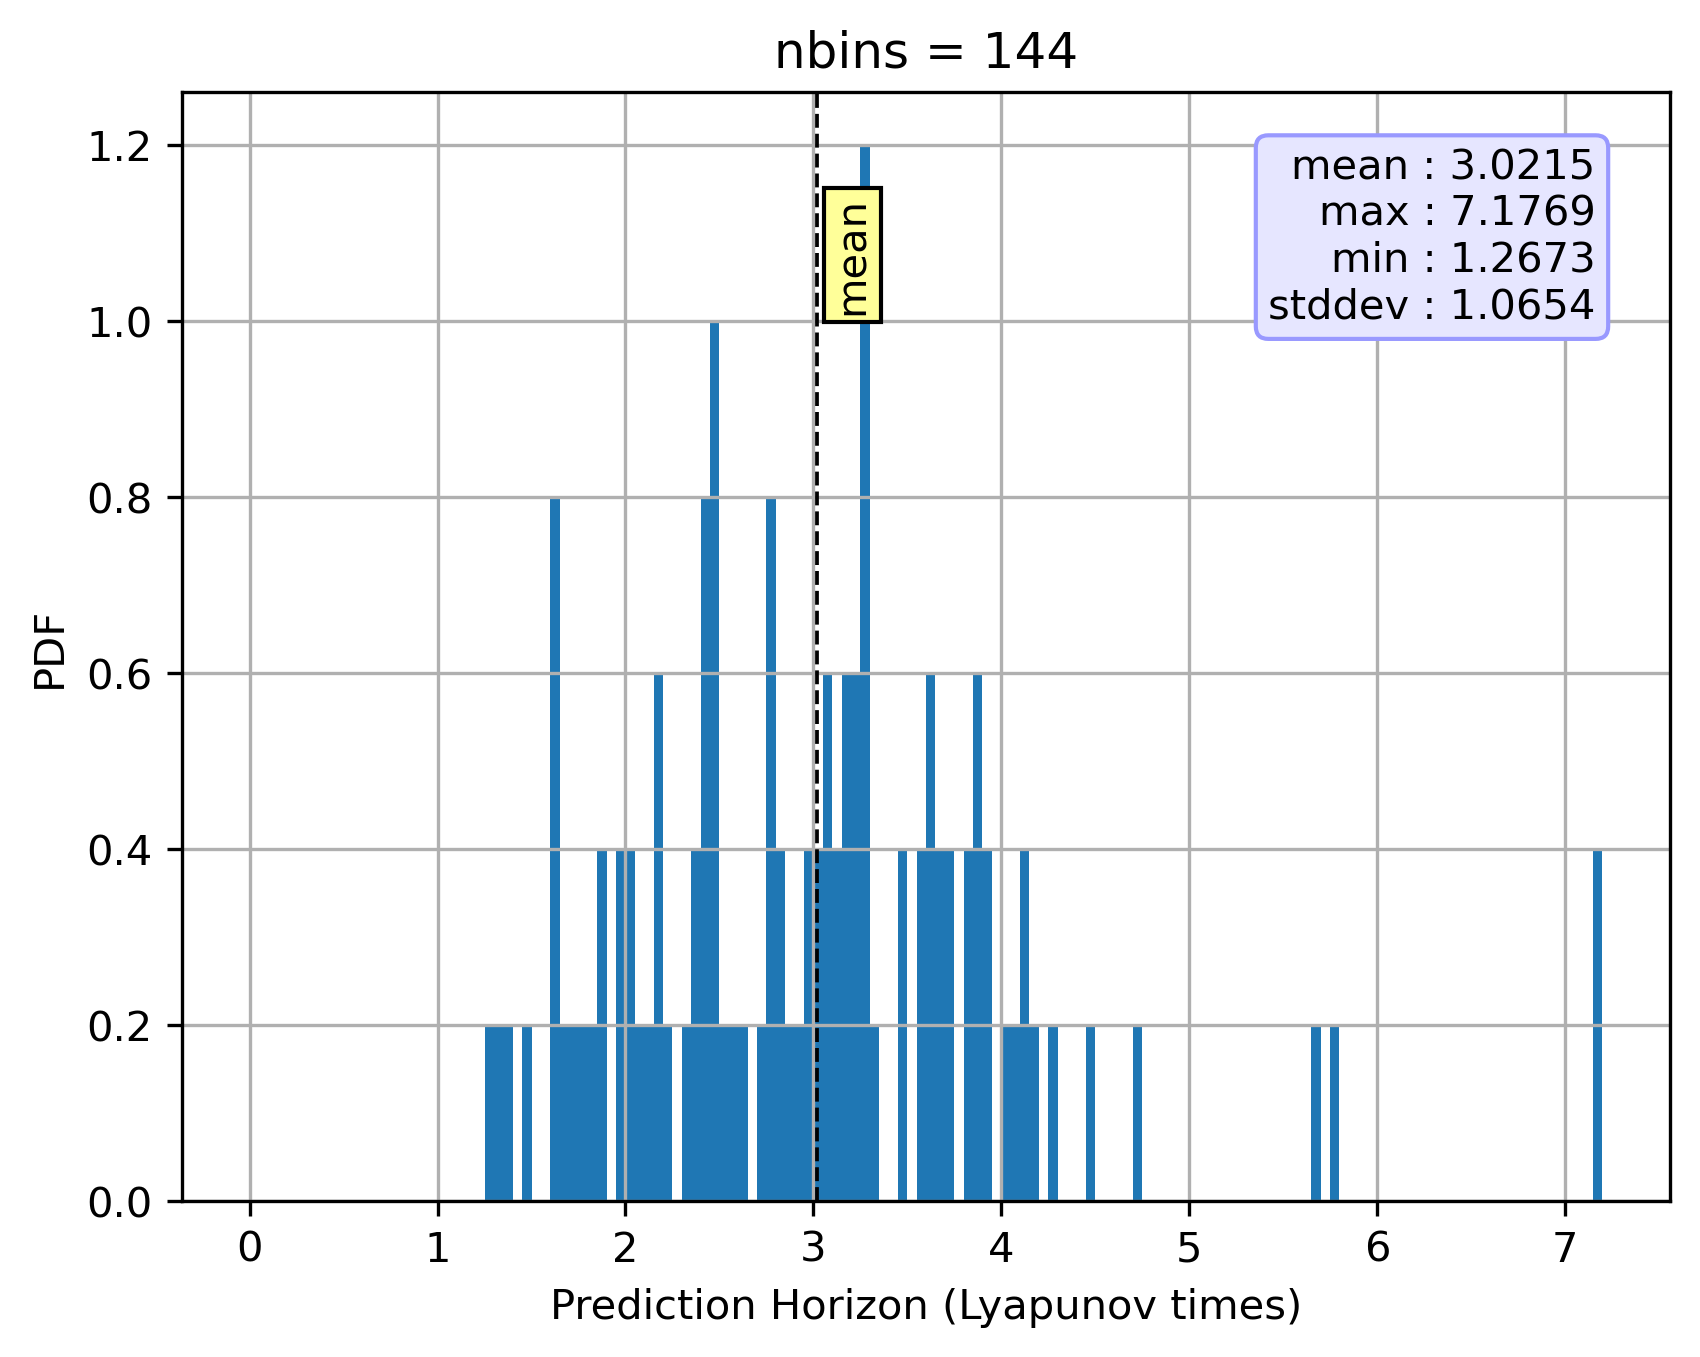 nbins = 144
1.2
1.0
0.8
0.6
0.4
0.2
0.0
PDF
mean
mean : 3.0215
max : 7.1769
min : 1.2673
stddev : 1.0654
0 1 2 3 4 5 6 7
Prediction Horizon (Lyapunov times)